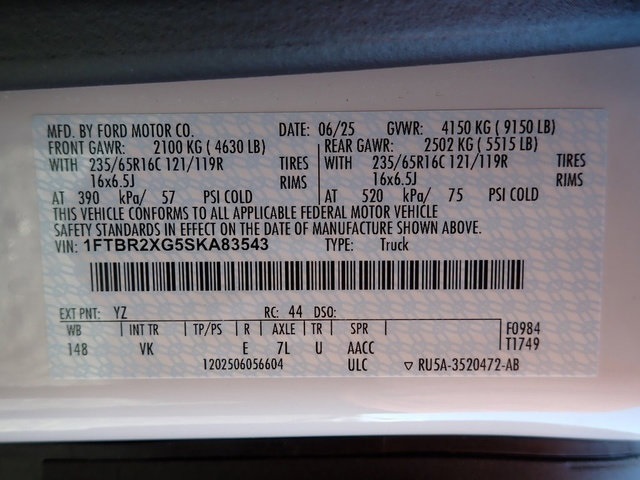 MFD. BY FORD MOTOR CO. DATE: 06/25 GVWR: 4150 KG ( 9150 LB)
FRONT GAWR: 2100 KG ( 4630 LB) REAR GAWR: 2502 KG ( 5515 LB)
WITH 235/65R16C 121/119R TIRES WITH 235/65R16C 121/119R TIRES
16x6.5J RIMS 16x6.5J RIMS
AT 390 kPa/ 57 PSI COLD AT 520 kPa/ 75 PSI COLD
THIS VEHICLE CONFORMS TO ALL APPLICABLE FEDERAL MOTOR VEHICLE
SAFETY STANDARDS IN EFFECT ON THE DATE OF MANUFACTURE SHOWN ABOVE.
VIN: 1FTBR2XG5SKA83543 TYPE: Truck
EXT PNT: YZ RC: 44 DSO:
WB INT TR TP/PS R AXLE TR SPR F0984
148 VK E 7L U AACC T1749
1202506056604 ULC ▽ RU5A-3520472-AB